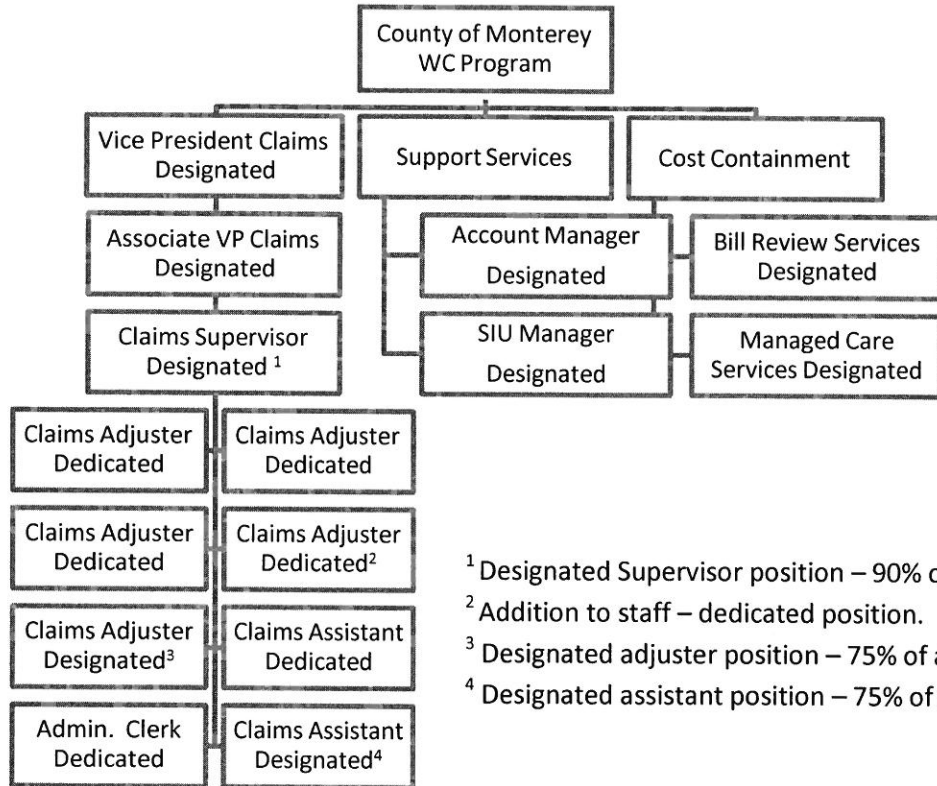 County of Monterey
WC Program
Vice President Claims
Designated
Support Services
Cost Containment
Associate VP Claims
Designated
Account Manager
Designated
Bill Review Services
Designated
Claims Supervisor
Designated ¹
SIU Manager
Designated
Managed Care
Services Designated
Claims Adjuster
Dedicated
Claims Adjuster
Dedicated
Claims Adjuster
Dedicated
Claims Adjuster
Dedicated²
Claims Adjuster
Designated³
Claims Assistant
Dedicated
Admin. Clerk
Dedicated
Claims Assistant
Designated⁴
¹ Designated Supervisor position – 90%
² Addition to staff – dedicated position.
³ Designated adjuster position – 75% of
⁴ Designated assistant position – 75% of